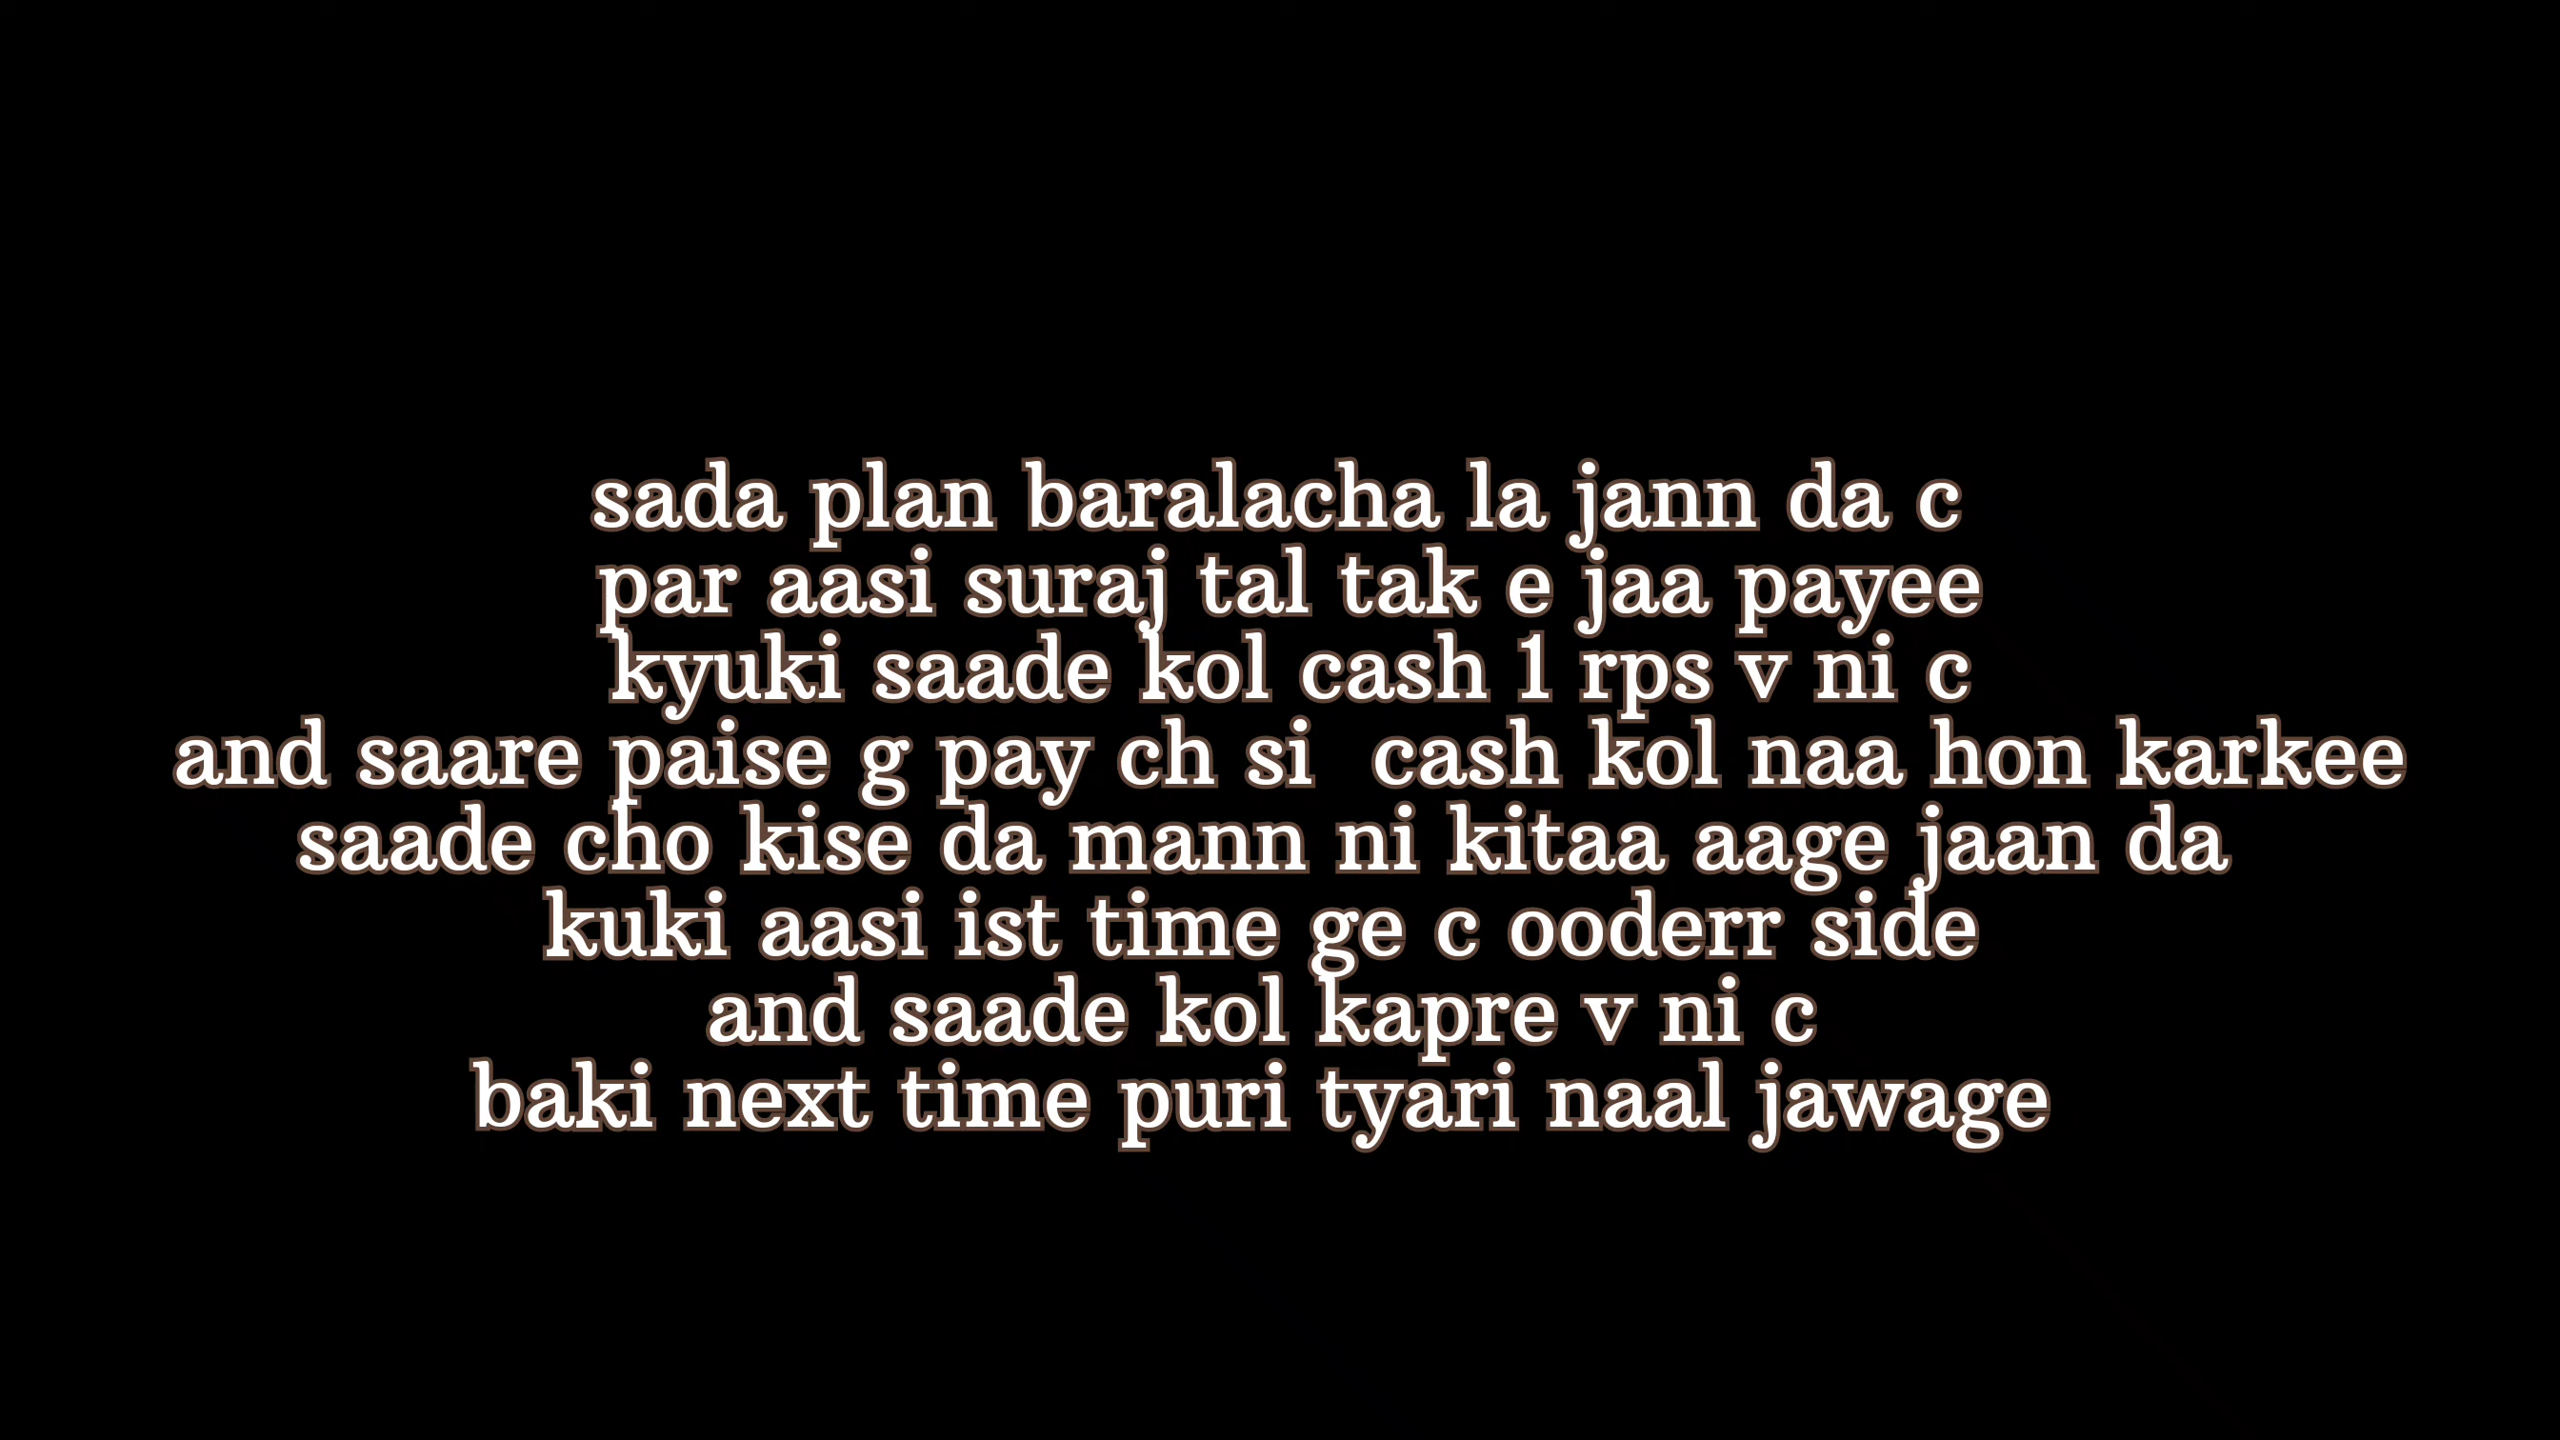 sada plan baralacha la jann da c
par aasi suraj tal tak e jaa payee
kyuki saade kol cash 1 rps v ni c
and saare paise g pay ch si  cash kol naa hon karkee
saade cho kise da mann ni kitaa aage jaan da
kuki aasi ist time ge c ooderr side
and saade kol kapre v ni c
baki next time puri tyari naal jawage